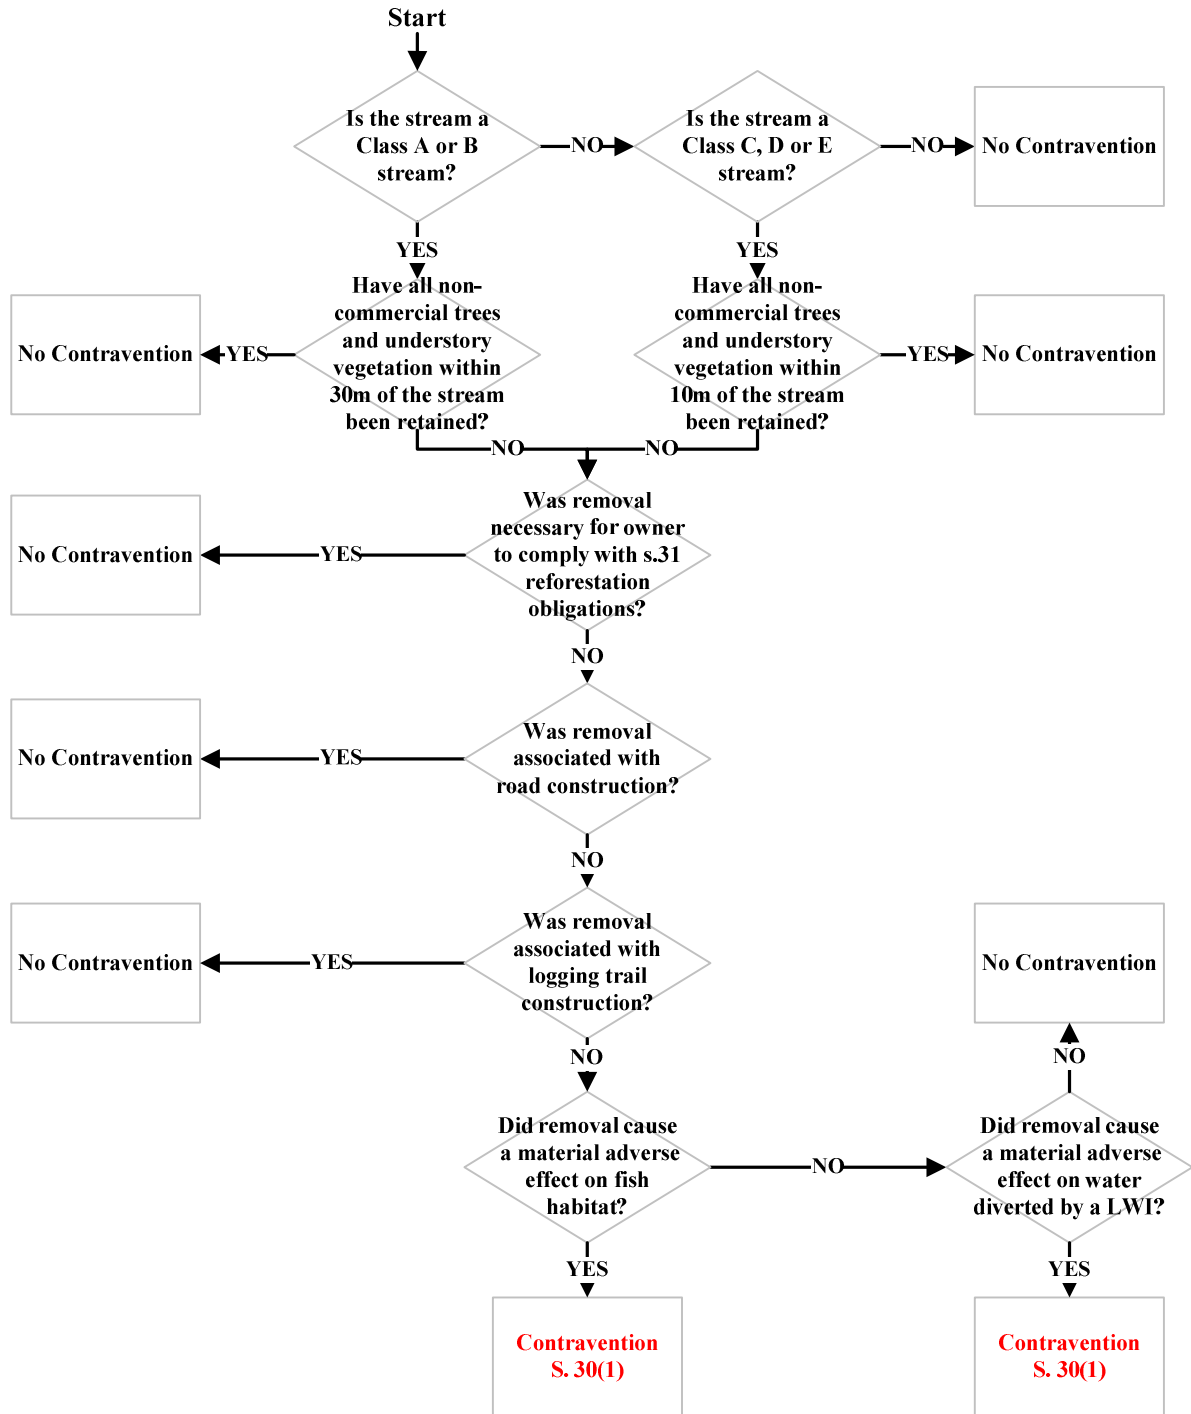 Start
Is the stream a
Class A or B
stream?
NO
Is the stream a
Class C, D or E
stream?
NO
No Contravention
YES
YES
No Contravention
YES
Have all non-
commercial trees
and understory
vegetation within
30m of the stream
been retained?
Have all non-
commercial trees
and understory
vegetation within
10m of the stream
been retained?
YES
No Contravention
NO
NO
No Contravention
YES
Was removal
necessary for owner
to comply with s.31
reforestation
obligations?
NO
No Contravention
YES
Was removal
associated with
road construction?
NO
No Contravention
YES
Was removal
associated with
logging trail
construction?
No Contravention
NO
NO
Did removal cause
a material adverse
effect on fish
habitat?
NO
Did removal cause
a material adverse
effect on water
diverted by a LWI?
YES
YES
Contravention
S. 30(1)
Contravention
S. 30(1)